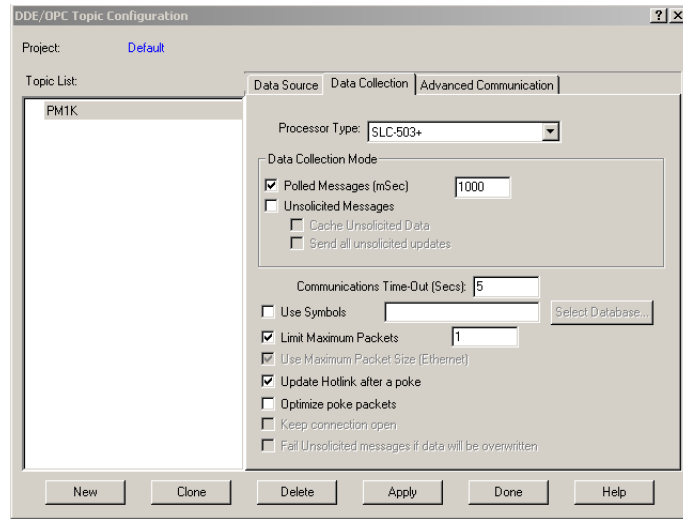 DDE/OPC Topic Configuration
Project: Default
Topic List:
PM1K
Data Source Data Collection Advanced Communication
Processor Type: SLC-503+
Data Collection Mode
Polled Messages (mSec) 1000
Unsolicited Messages
Cache Unsolicited Data
Send all unsolicited updates
Communications Time-Out (Secs): 5
Use Symbols Select Database...
Limit Maximum Packets 1
Use Maximum Packet Size (Ethernet)
Update Hotlink after a poke
Optimize poke packets
Keep connection open
Fail Unsolicited messages if data will be overwritten
New Clone Delete Apply Done Help